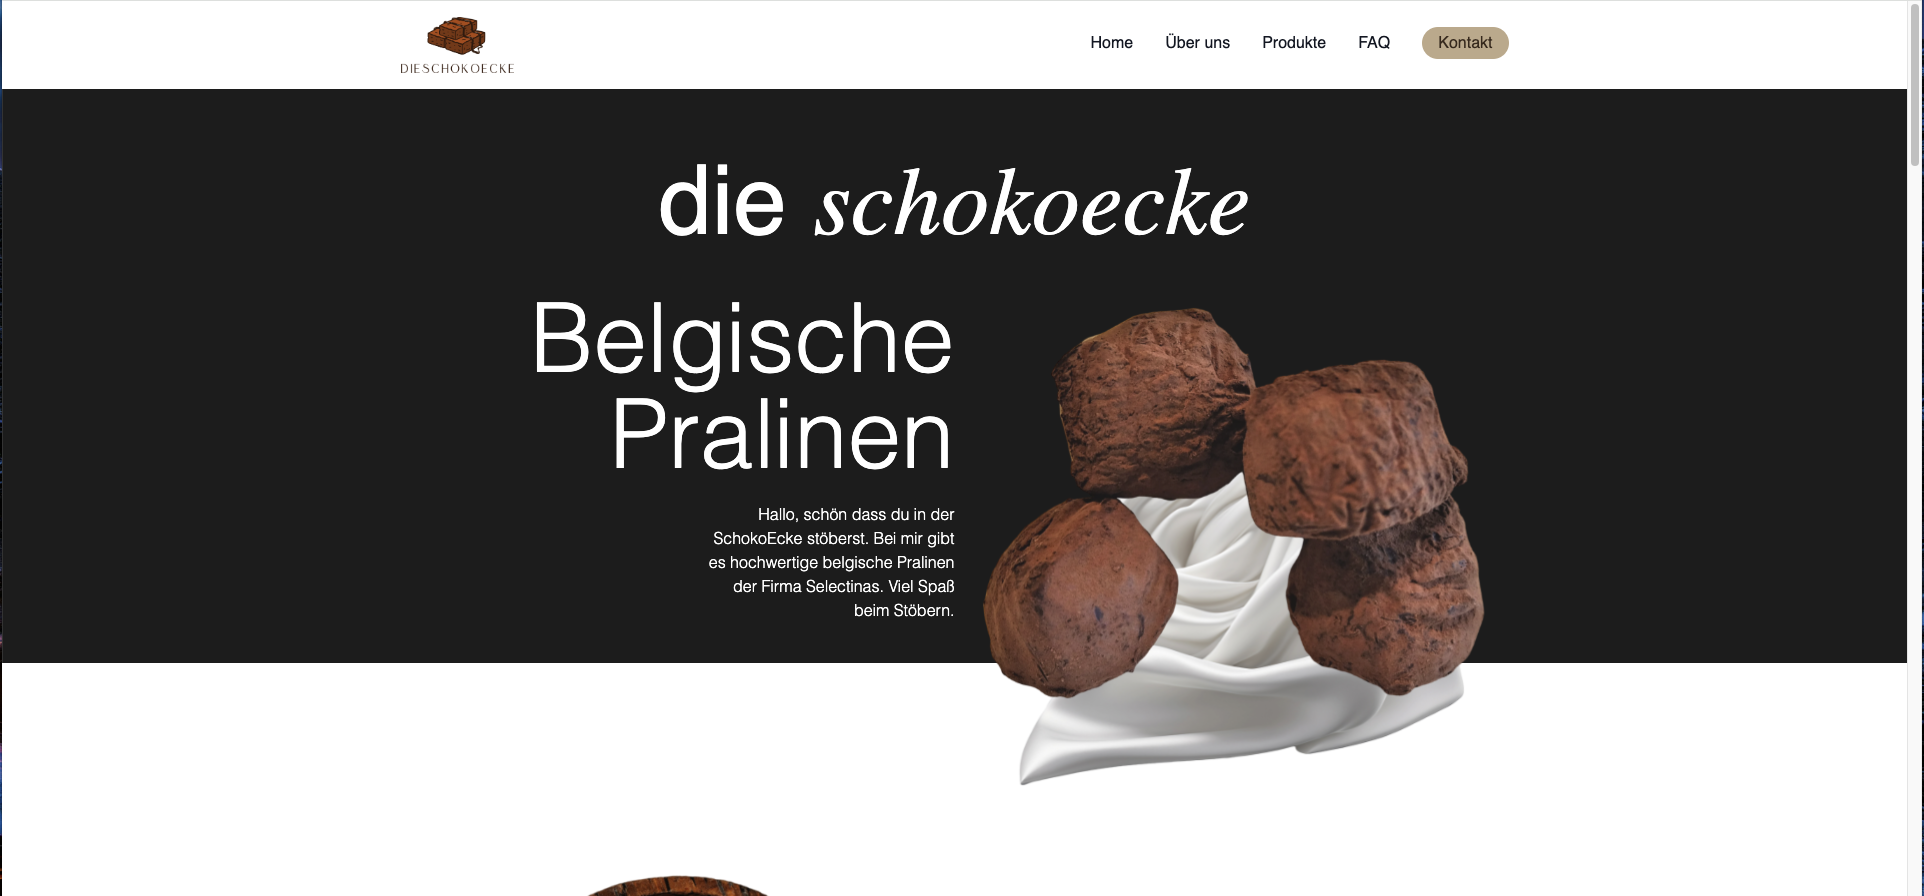 DIESCHOKOECKE
Home Über uns Produkte FAQ Kontakt
die schokoecke
Belgische
Pralinen
Hallo, schön dass du in der
SchokoEcke stöberst. Bei mir gibt
es hochwertige belgische Pralinen
der Firma Selectinas. Viel Spaß
beim Stöbern.